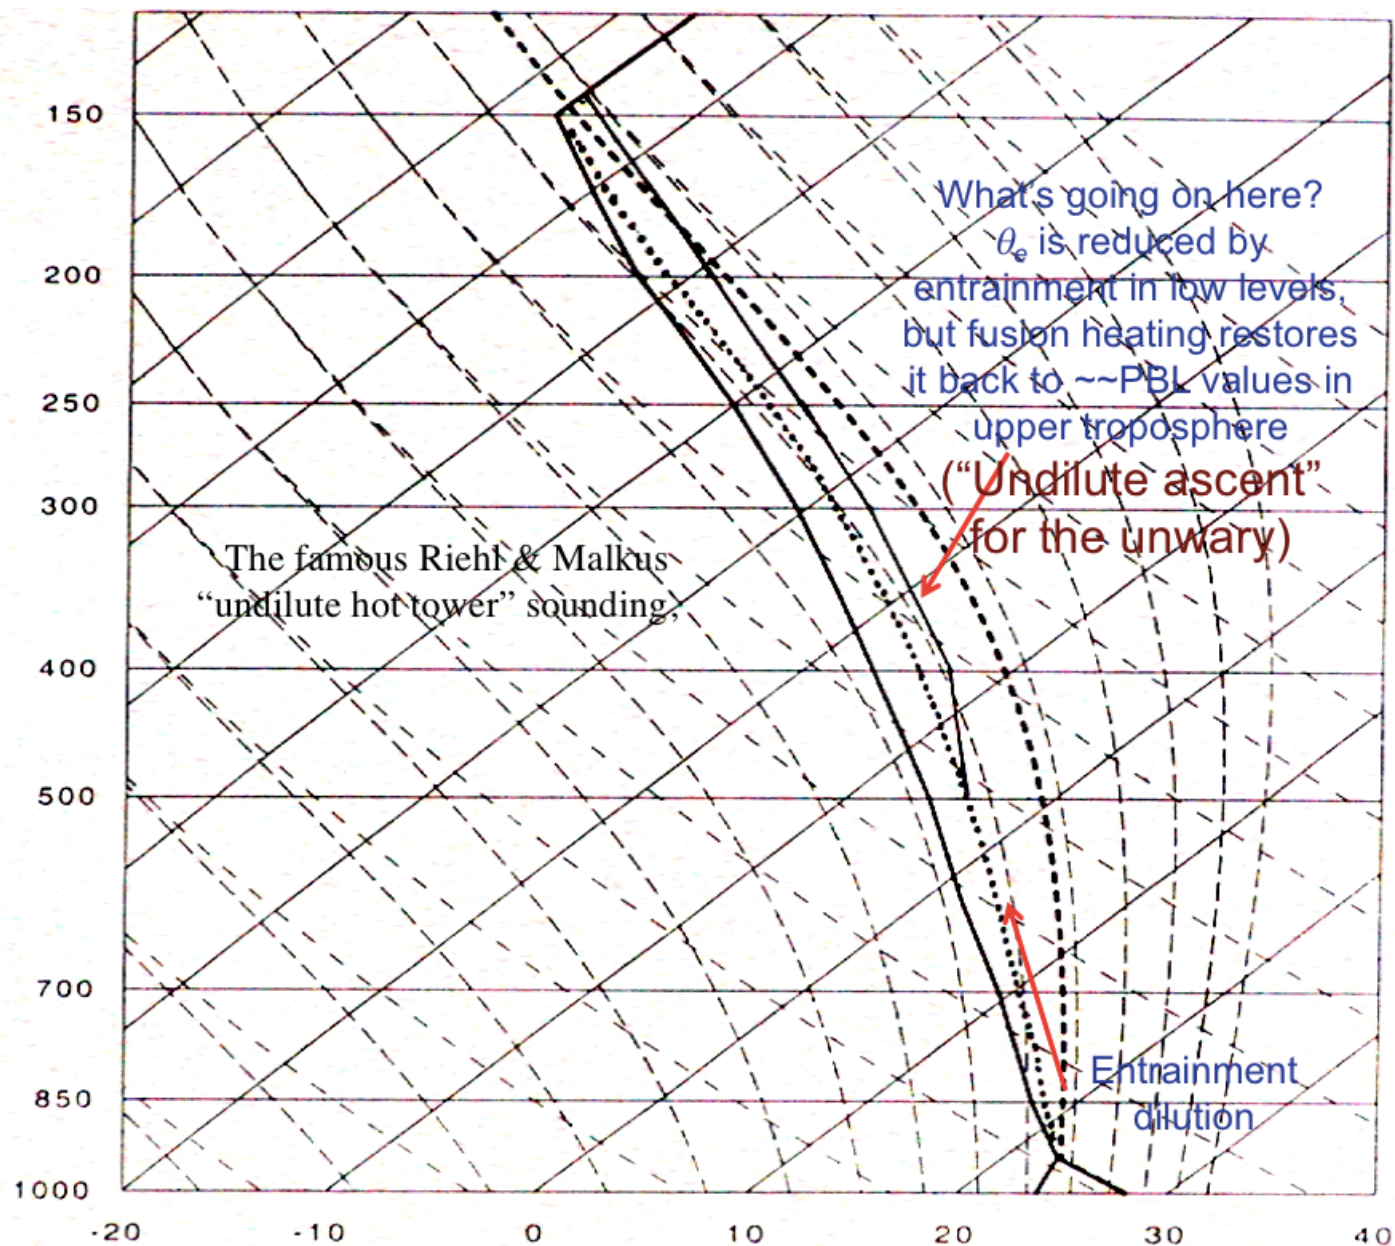 150
200
250
300
400
500
700
850
1000
-20
-10
0
10
20
30
40
What's going on here?
θe is reduced by
entrainment in low levels,
but fusion heating restores
it back to ~~PBL values in
upper troposphere
("Undilute ascent"
for the unwary)
The famous Riehl & Malkus
"undilute hot tower" sounding,
Entrainment
dilution